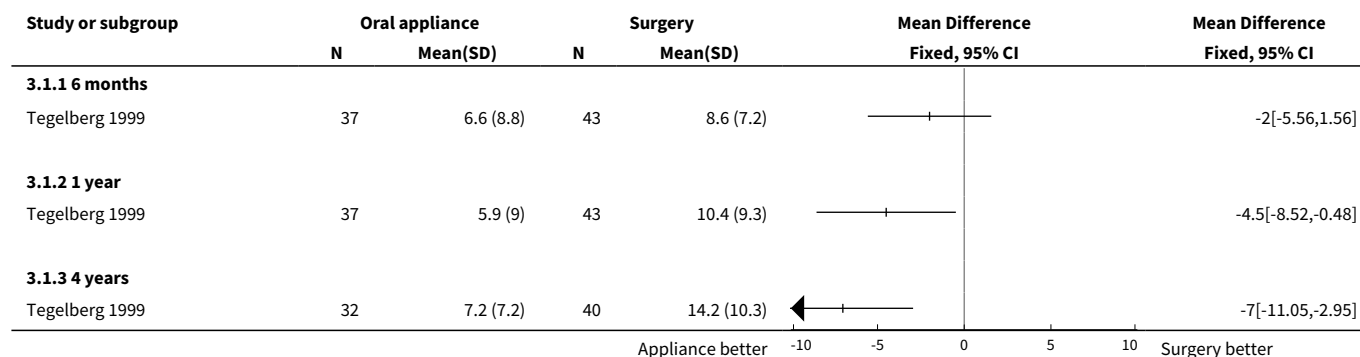 Study or subgroup Oral appliance Surgery Mean Difference Mean Difference
N Mean(SD) N Mean(SD) Fixed, 95% CI Fixed, 95% CI
3.1.1 6 months
Tegelberg 1999 37 6.6 (8.8) 43 8.6 (7.2) -2[-5.56,1.56]
3.1.2 1 year
Tegelberg 1999 37 5.9 (9) 43 10.4 (9.3) -4.5[-8.52,-0.48]
3.1.3 4 years
Tegelberg 1999 32 7.2 (7.2) 40 14.2 (10.3) -7[-11.05,-2.95]
Appliance better -10 -5 0 5 10 Surgery better